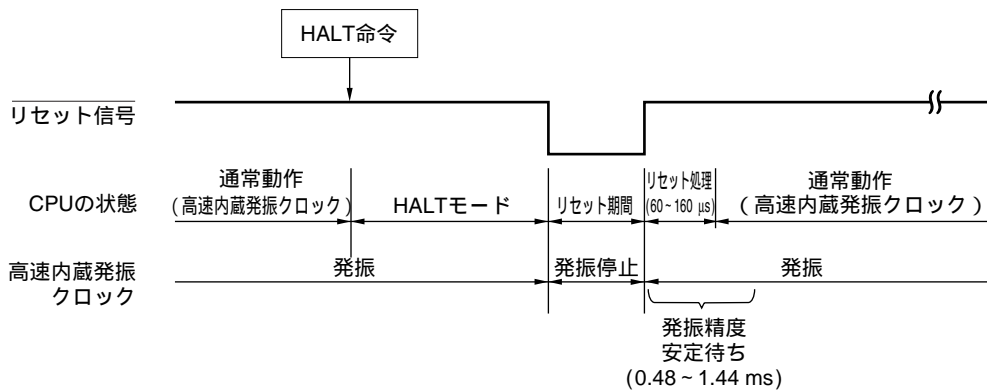 HALT命令
リセット信号
CPUの状態
通常動作
(高速内蔵発振クロック)
HALTモード
リセット期間
リセット処理
(60~160 μs)
通常動作
(高速内蔵発振クロック)
高速内蔵発振
クロック
発振
発振停止
発振
発振精度
安定待ち
(0.48~1.44 ms)